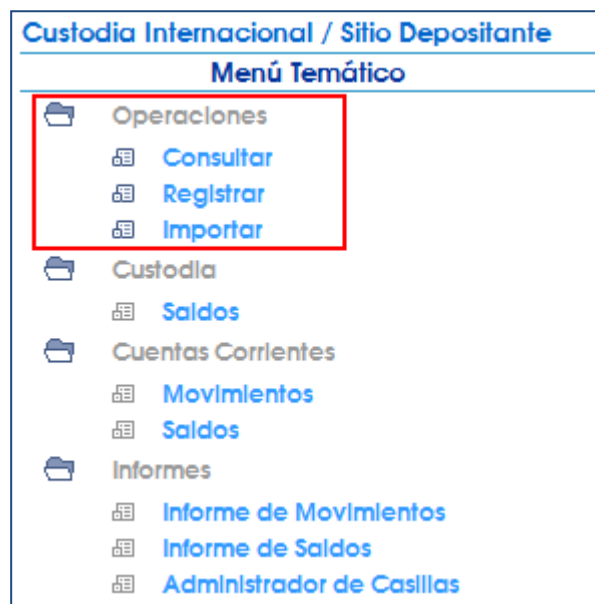 Custodia Internacional / Sitio Depositante
Menú Temático
Operaciones
Consultar
Registrar
Importar
Custodia
Saldos
Cuentas Corrientes
Movimientos
Saldos
Informes
Informe de Movimientos
Informe de Saldos
Administrador de Casillas